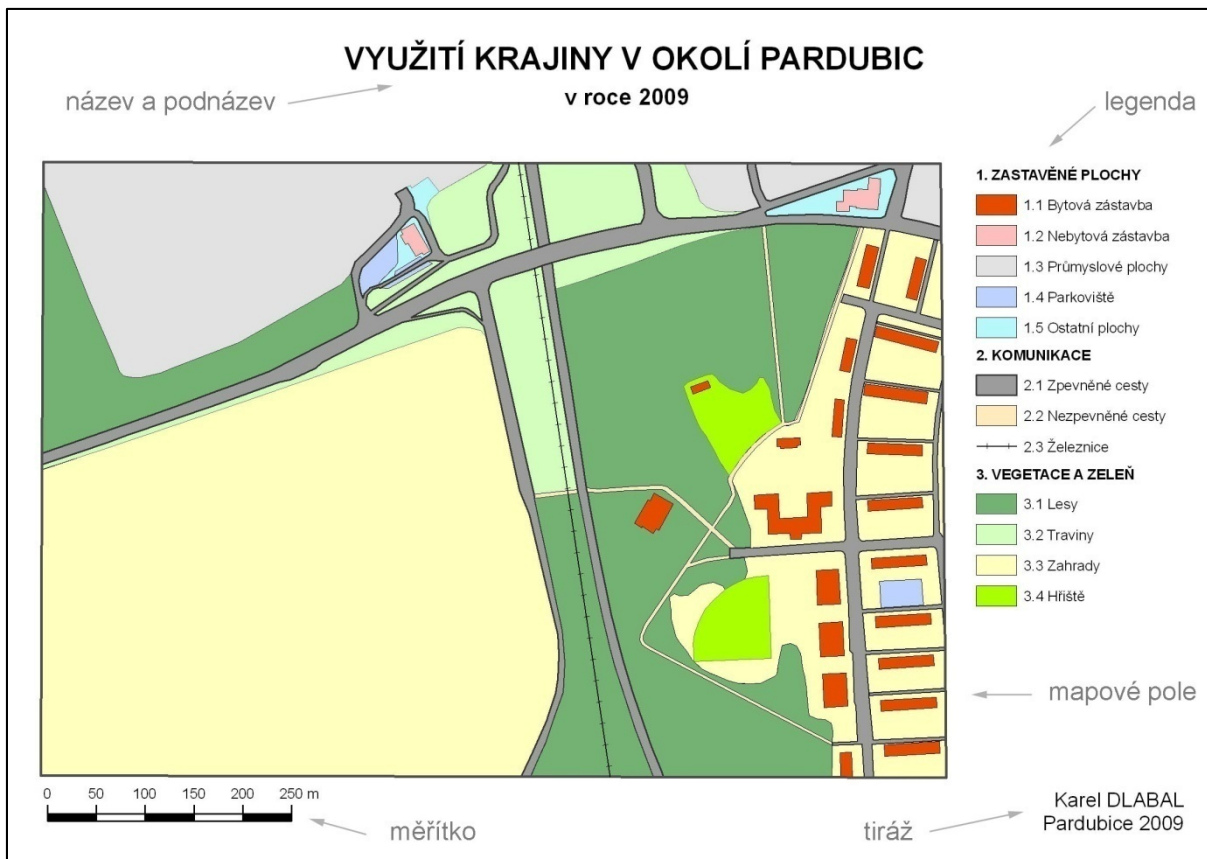 VYUŽITÍ KRAJINY V OKOLÍ PARDUBIC
v roce 2009
název a podnázev
legenda
1. ZASTAVĚNÉ PLOCHY
1.1 Bytová zástavba
1.2 Nebytová zástavba
1.3 Průmyslové plochy
1.4 Parkoviště
1.5 Ostatní plochy
2. KOMUNIKACE
2.1 Zpevněné cesty
2.2 Nezpevněné cesty
2.3 Železnice
3. VEGETACE A ZELEŇ
3.1 Lesy
3.2 Traviny
3.3 Zahrady
3.4 Hřiště
mapové pole
0 50 100 150 200 250 m
měřítko
tiráž
Karel DLABAL
Pardubice 2009